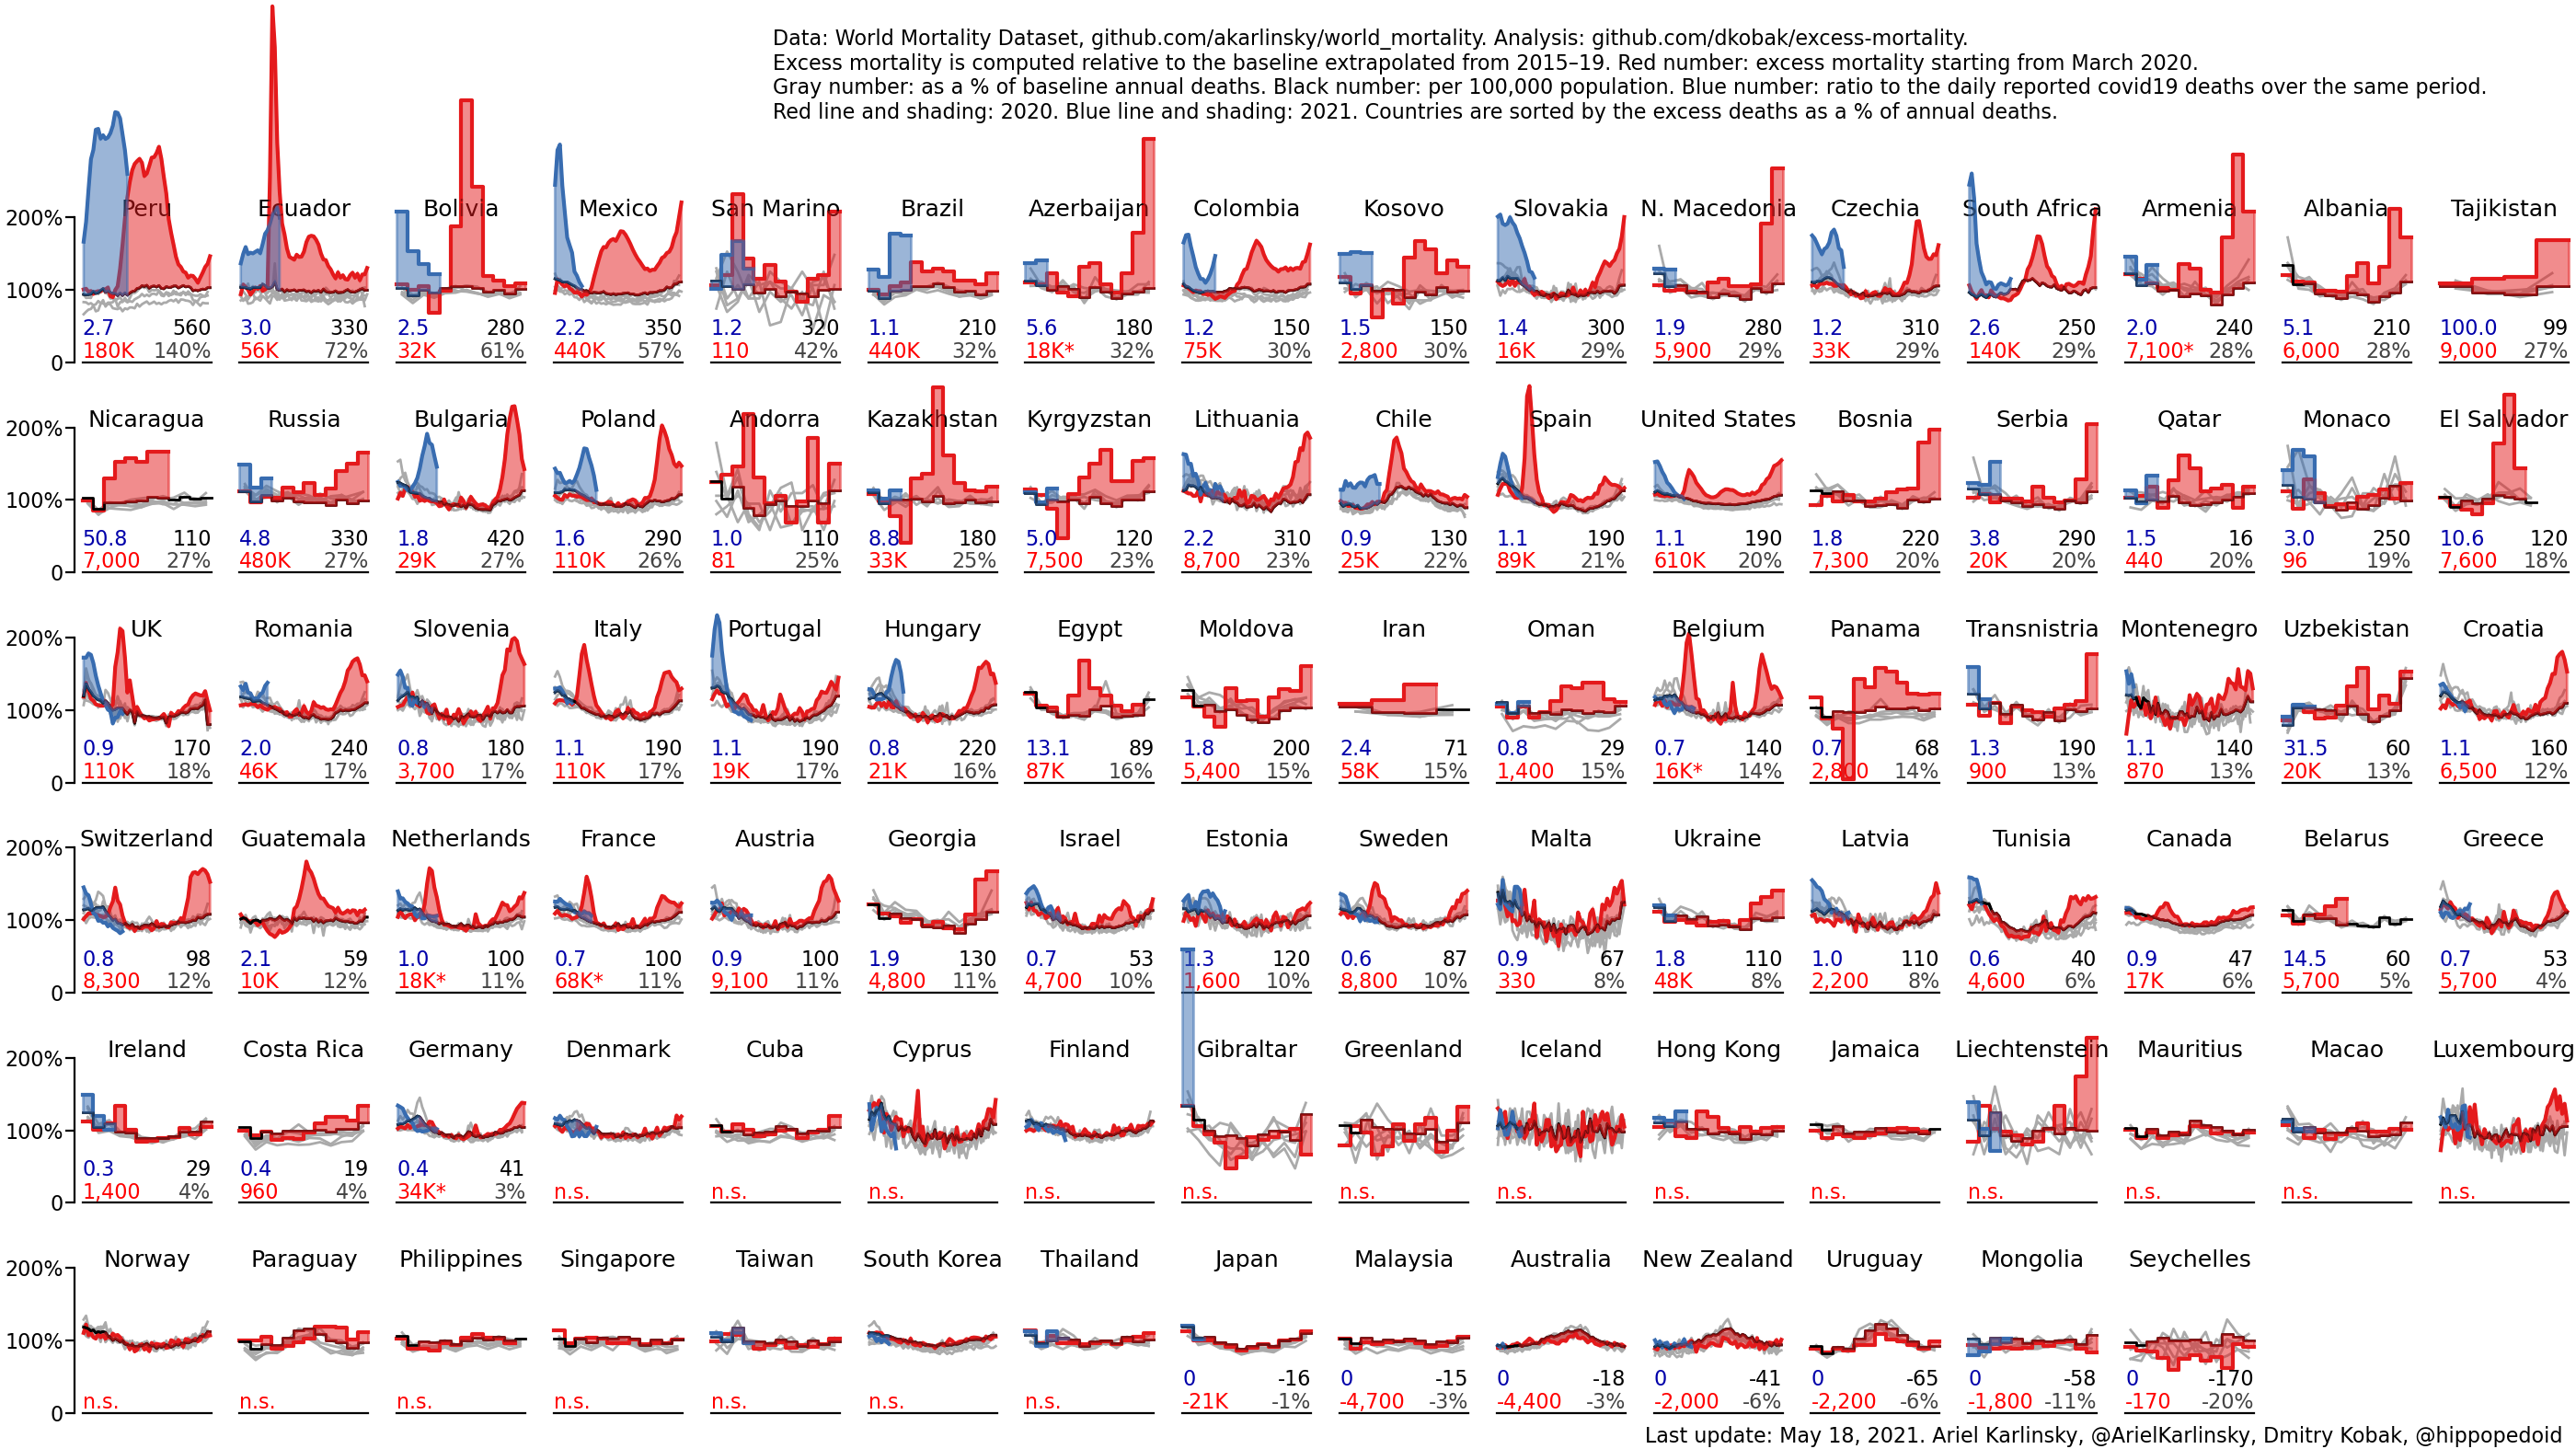 Data: World Mortality Dataset, github.com/akarlinsky/world_mortality. Analysis: github.com/dkobak/excess-mortality.
Excess mortality is computed relative to the baseline extrapolated from 2015–19. Red number: excess mortality starting from March 2020.
Gray number: as a % of baseline annual deaths. Black number: per 100,000 population. Blue number: ratio to the daily reported covid19 deaths over the same period.
Red line and shading: 2020. Blue line and shading: 2021. Countries are sorted by the excess deaths as a % of annual deaths.
Peru Ecuador Bolivia Mexico San Marino Brazil Azerbaijan Colombia Kosovo Slovakia N. Macedonia Czechia South Africa Armenia Albania Tajikistan
200%
100%
2.7 560 3.0 330 2.5 280 2.2 350 1.2 320 1.1 210 5.6 180 1.2 150 1.5 150 1.4 300 1.9 280 1.2 310 2.6 250 2.0 240 5.1 210 100.0 99
180K 140% 56K 72% 32K 61% 440K 57% 110 42% 440K 32% 18K* 32% 75K 30% 2,800 30% 16K 29% 5,900 29% 33K 29% 140K 29% 7,100* 28% 6,000 28% 9,000 27%
0
Nicaragua Russia Bulgaria Poland Andorra Kazakhstan Kyrgyzstan Lithuania Chile Spain United States Bosnia Serbia Qatar Monaco El Salvador
200%
100%
50.8 110 4.8 330 1.8 420 1.6 290 1.0 110 8.8 180 5.0 120 2.2 310 0.9 130 1.1 190 1.1 190 1.8 220 3.8 290 1.5 16 3.0 250 10.6 120
7,000 27% 480K 27% 29K 27% 110K 26% 81 25% 33K 25% 7,500 23% 8,700 23% 25K 22% 89K 21% 610K 20% 7,300 20% 20K 20% 440 20% 96 19% 7,600 18%
0
UK Romania Slovenia Italy Portugal Hungary Egypt Moldova Iran Oman Belgium Panama Transnistria Montenegro Uzbekistan Croatia
200%
100%
0.9 170 2.0 240 0.8 180 1.1 190 1.1 190 0.8 220 13.1 89 1.8 200 2.4 71 0.8 29 0.7 140 0.7 68 1.3 190 1.1 140 31.5 60 1.1 160
110K 18% 46K 17% 3,700 17% 110K 17% 19K 17% 21K 16% 87K 16% 5,400 15% 58K 15% 1,400 15% 16K* 14% 2,800 14% 900 13% 870 13% 20K 13% 6,500 12%
0
Switzerland Guatemala Netherlands France Austria Georgia Israel Estonia Sweden Malta Ukraine Latvia Tunisia Canada Belarus Greece
200%
100%
0.8 98 2.1 59 1.0 100 0.7 100 0.9 100 1.9 130 0.7 53 1.3 120 0.6 87 0.9 67 1.8 110 1.0 110 0.6 40 0.9 47 14.5 60 0.7 53
8,300 12% 10K 12% 18K* 11% 68K* 11% 9,100 11% 4,800 11% 4,700 10% 1,600 10% 8,800 10% 330 8% 48K 8% 2,200 8% 4,600 6% 17K 6% 5,700 5% 5,700 4%
0
Ireland Costa Rica Germany Denmark Cuba Cyprus Finland Gibraltar Greenland Iceland Hong Kong Jamaica Liechtenstein Mauritius Macao Luxembourg
200%
100%
0.3 29 0.4 19 0.4 41
1,400 4% 960 4% 34K* 3% n.s. n.s. n.s. n.s. n.s. n.s. n.s. n.s. n.s. n.s. n.s. n.s. n.s.
0
Norway Paraguay Philippines Singapore Taiwan South Korea Thailand Japan Malaysia Australia New Zealand Uruguay Mongolia Seychelles
200%
100%
0 -16 0 -15 0 -18 0 -41 0 -65 0 -58 0 -170
n.s. n.s. n.s. n.s. n.s. n.s. n.s. -21K -1% -4,700 -3% -4,400 -3% -2,000 -6% -2,200 -6% -1,800 -11% -170 -20%
0
Last update: May 18, 2021. Ariel Karlinsky, @ArielKarlinsky, Dmitry Kobak, @hippopedoid